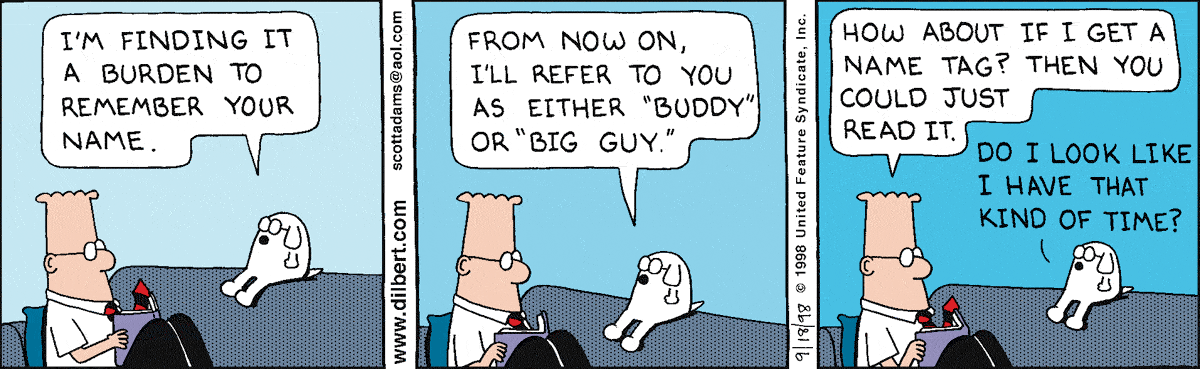 I'M FINDING IT
A BURDEN TO
REMEMBER YOUR
NAME.
www.dilbert.com scottadams@aol.com
FROM NOW ON,
I'LL REFER TO YOU
AS EITHER "BUDDY"
OR "BIG GUY."
9/18/98 © 1998 United Feature Syndicate, Inc.
HOW ABOUT IF I GET A
NAME TAG? THEN YOU
COULD JUST
READ IT.
DO I LOOK LIKE
I HAVE THAT
KIND OF TIME?